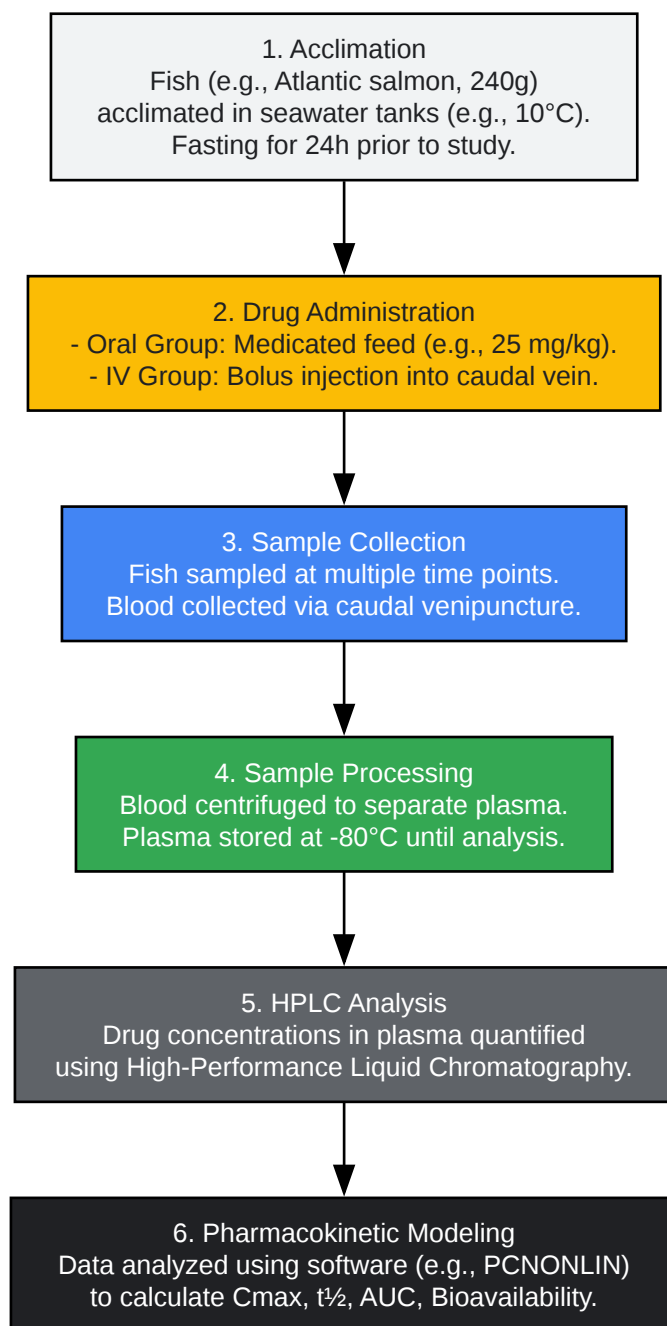 1. Acclimation
Fish (e.g., Atlantic salmon, 240g)
acclimated in seawater tanks (e.g., 10°C).
Fasting for 24h prior to study.
2. Drug Administration
- Oral Group: Medicated feed (e.g., 25 mg/kg).
- IV Group: Bolus injection into caudal vein.
3. Sample Collection
Fish sampled at multiple time points.
Blood collected via caudal venipuncture.
4. Sample Processing
Blood centrifuged to separate plasma.
Plasma stored at -80°C until analysis.
5. HPLC Analysis
Drug concentrations in plasma quantified
using High-Performance Liquid Chromatography.
6. Pharmacokinetic Modeling
Data analyzed using software (e.g., PCNONLIN)
to calculate Cmax, t½, AUC, Bioavailability.